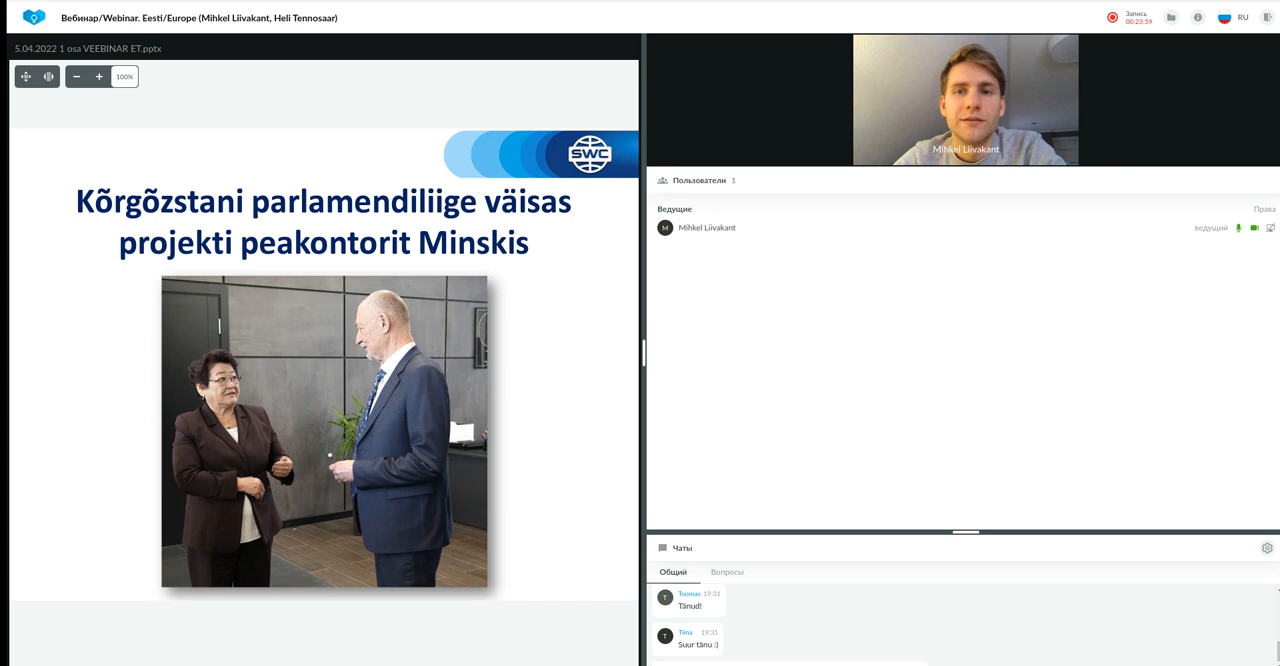 Вебинар/Webinar. Eesti/Europe (Mihkel Liivakant, Heli Tennosaar)
Запись
00:23:59
RU
5.04.2022 1 osa VEEBINAR ET.pptx
100%
SWC
Kõrgõzstani parlamendiliige väisas
projekti peakontorit Minskis
Mihkel Liivakant
Пользователи 1
Ведущие
Права
M Mihkel Liivakant
ведущий
Чаты
Общий
Вопросы
T Toomas 19:31
Tänud!
T Tiina 19:31
Suur tänu :)